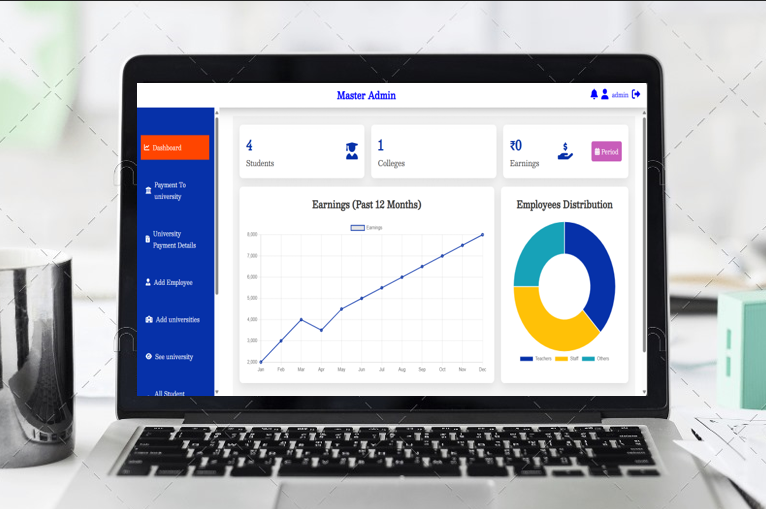 Master Admin
admin
Dashboard
Payment To
university
University
Payment Details
Add Employee
Add universities
See university
All Student
4
Students
1
Colleges
₹0
Earnings
Period
Earnings (Past 12 Months)
Earnings
8,000
7,000
6,000
5,000
4,000
3,000
2,000
Jan Feb Mar Apr May Jun Jul Aug Sep Oct Nov Dec
Employees Distribution
Teachers Staff Others